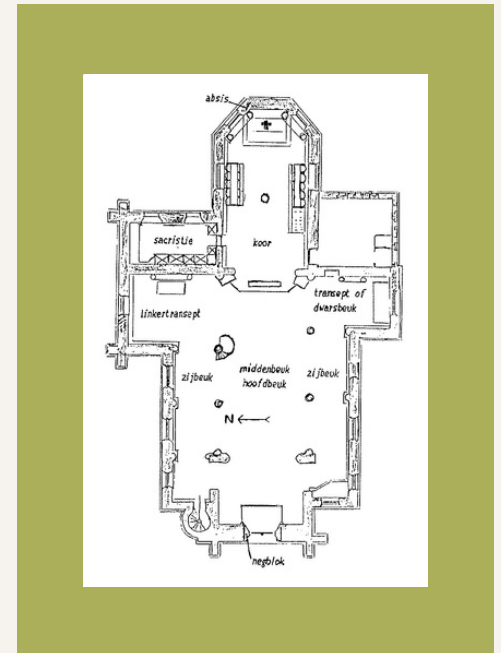 absis
sacristie
koor
transept of
dwarsbeuk
linkertransept
zijbeuk
middenbeuk
hoofdbeuk
zijbeuk
N
negblok